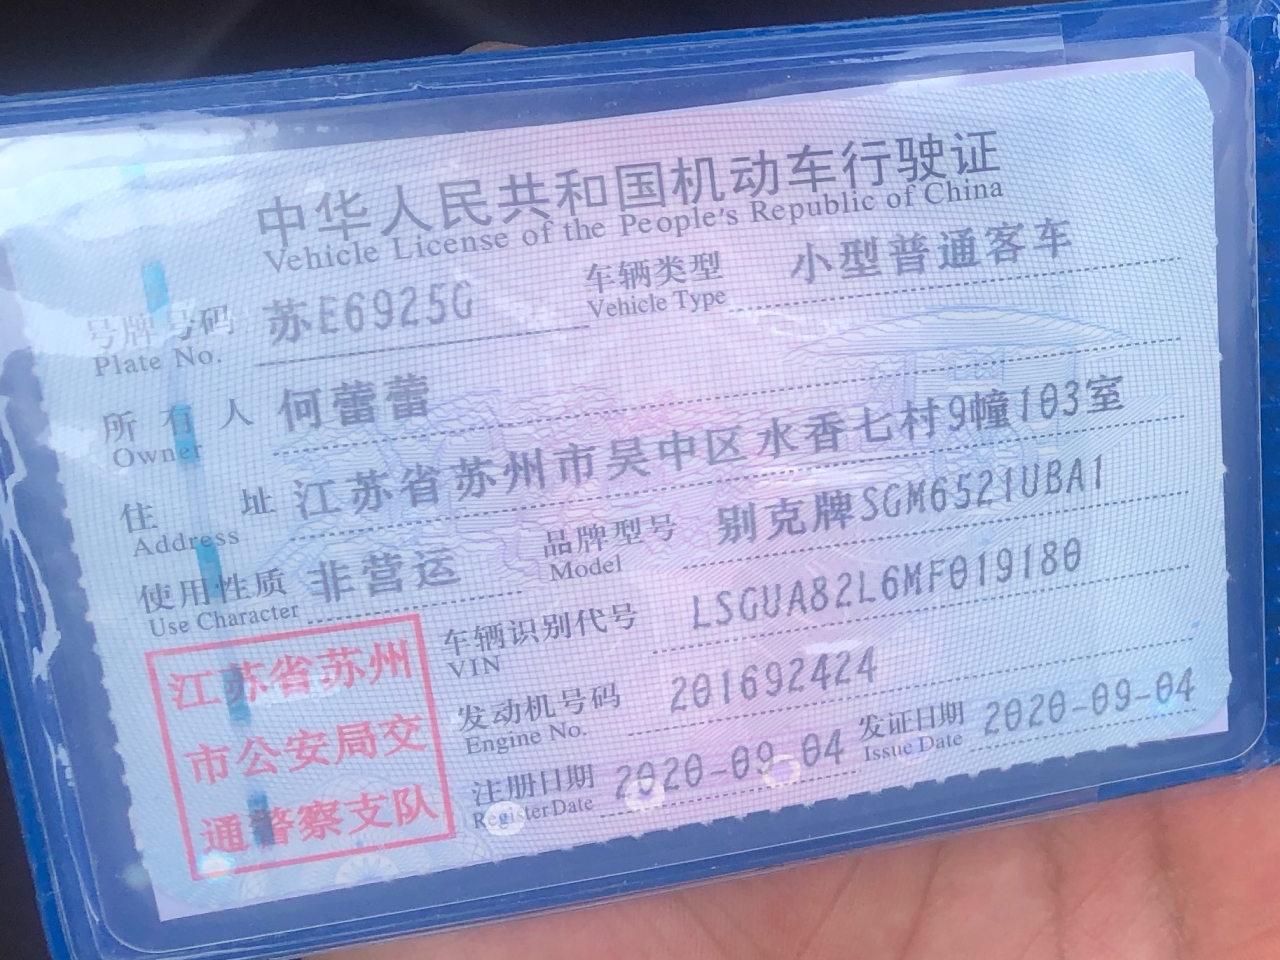 中华人民共和国机动车行驶证
Vehicle License of the People's Republic of China
号牌号码 苏E6925G 车辆类型 小型普通客车
Plate No. Vehicle Type
所有人 何蕾蕾
Owner
住址 江苏省苏州市吴中区水香七村9幢103室
Address
使用性质 非营运 品牌型号 别克牌SGM6521UBA1
Use Character Model
车辆识别代号 LSGUA82L6MF019180
VIN
发动机号码 201692424
Engine No.
注册日期 2020-09-04 发证日期 2020-09-04
Register Date Issue Date
江苏省苏州
市公安局交
通警察支队